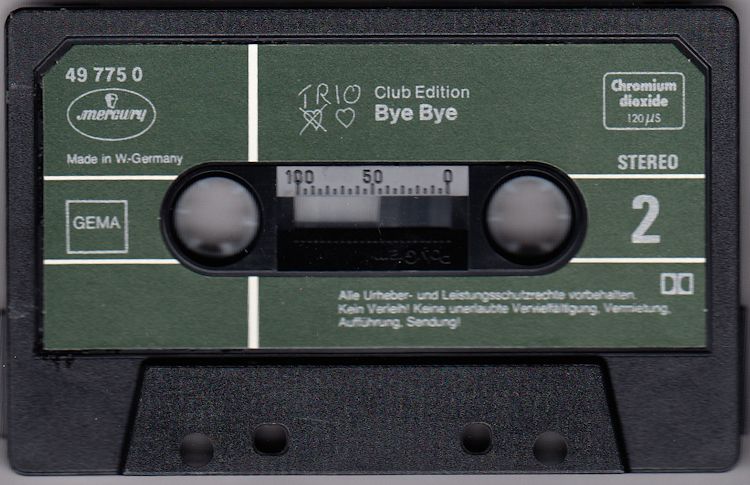 49 775 0
mercury
Made in W.-Germany
TRIO
Club Edition
Bye Bye
Chromium
dioxide
120 µS
STEREO
100 50 0
GEMA
2
Alle Urheber- und Leistungsschutzrechte vorbehalten.
Kein Verleih! Keine unerlaubte Vervielfältigung, Vermietung,
Aufführung, Sendung!